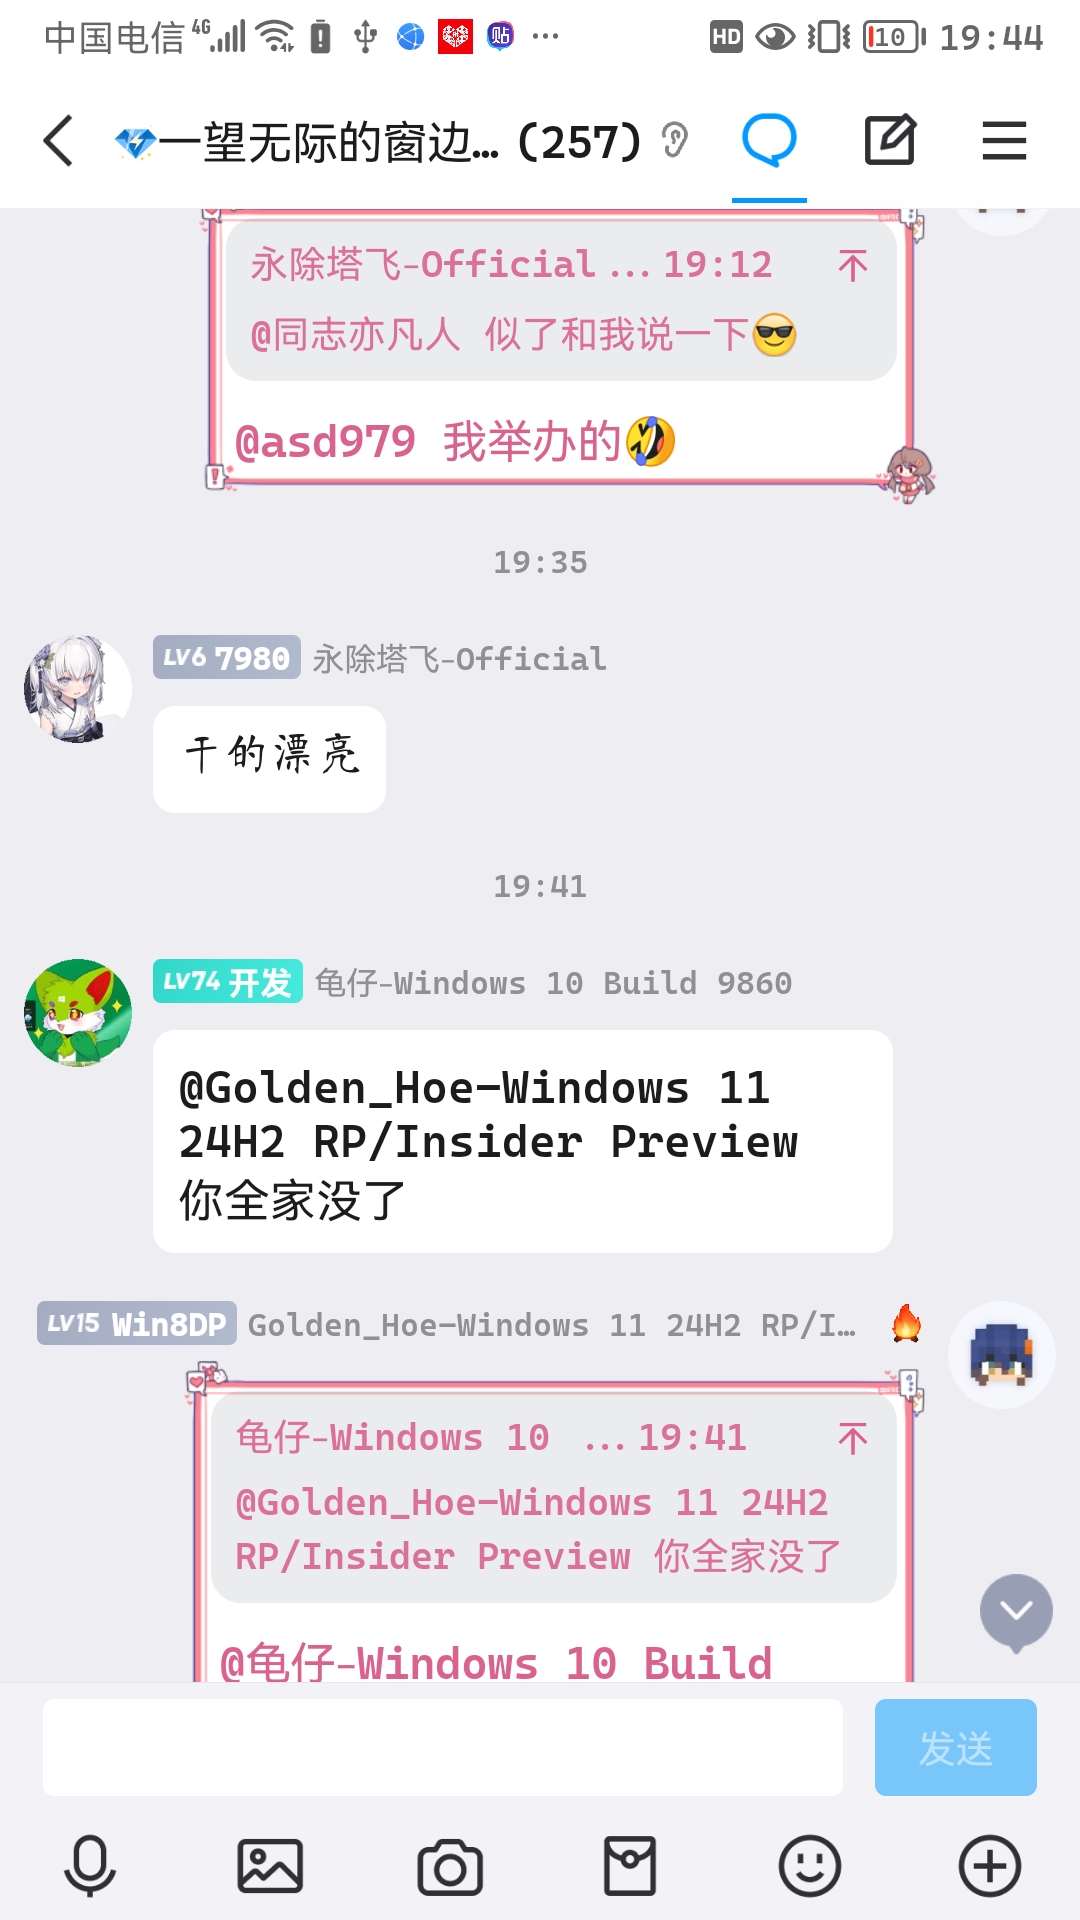 中国电信 4G HD 10 19:44
一望无际的窗边... (257)
永除塔飞-Official ... 19:12
@同志亦凡人 似了和我说一下
@asd979 我举办的
19:35
LV6 7980 永除塔飞-Official
干的漂亮
19:41
LV74 开发 龟仔-Windows 10 Build 9860
@Golden_Hoe-Windows 11
24H2 RP/Insider Preview
你全家没了
LV15 Win8DP Golden_Hoe-Windows 11 24H2 RP/I...
龟仔-Windows 10 ... 19:41
@Golden_Hoe-Windows 11 24H2
RP/Insider Preview 你全家没了
@龟仔-Windows 10 Build
发送